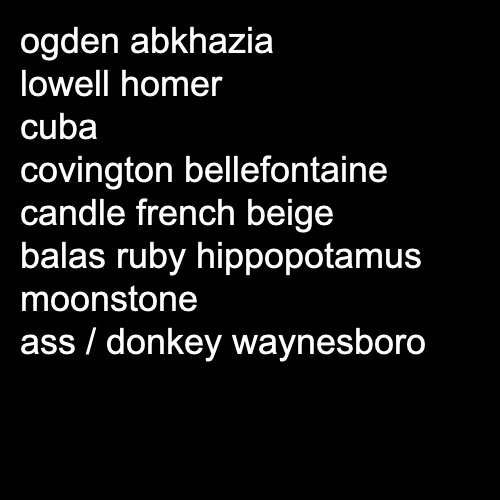 ogden abkhazia
lowell homer
cuba
covington bellefontaine
candle french beige
balas ruby hippopotamus
moonstone
ass / donkey waynesboro